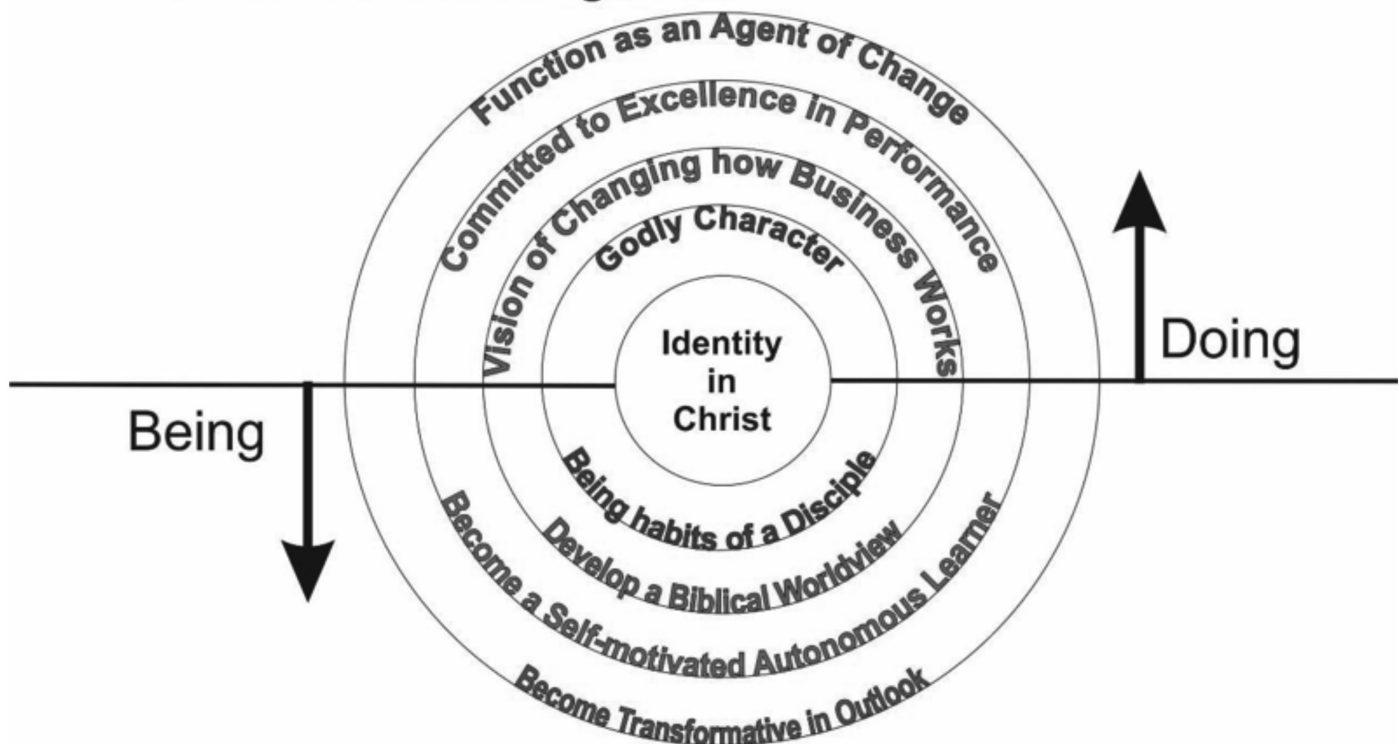 Function as an Agent of Change
Committed to Excellence in Performance
Vision of Changing how Business Works
Godly Character
Identity
in
Christ
Doing
Being
Being habits of a Disciple
Develop a Biblical Worldview
Become a Self-motivated Autonomous Learner
Become Transformative in Outlook